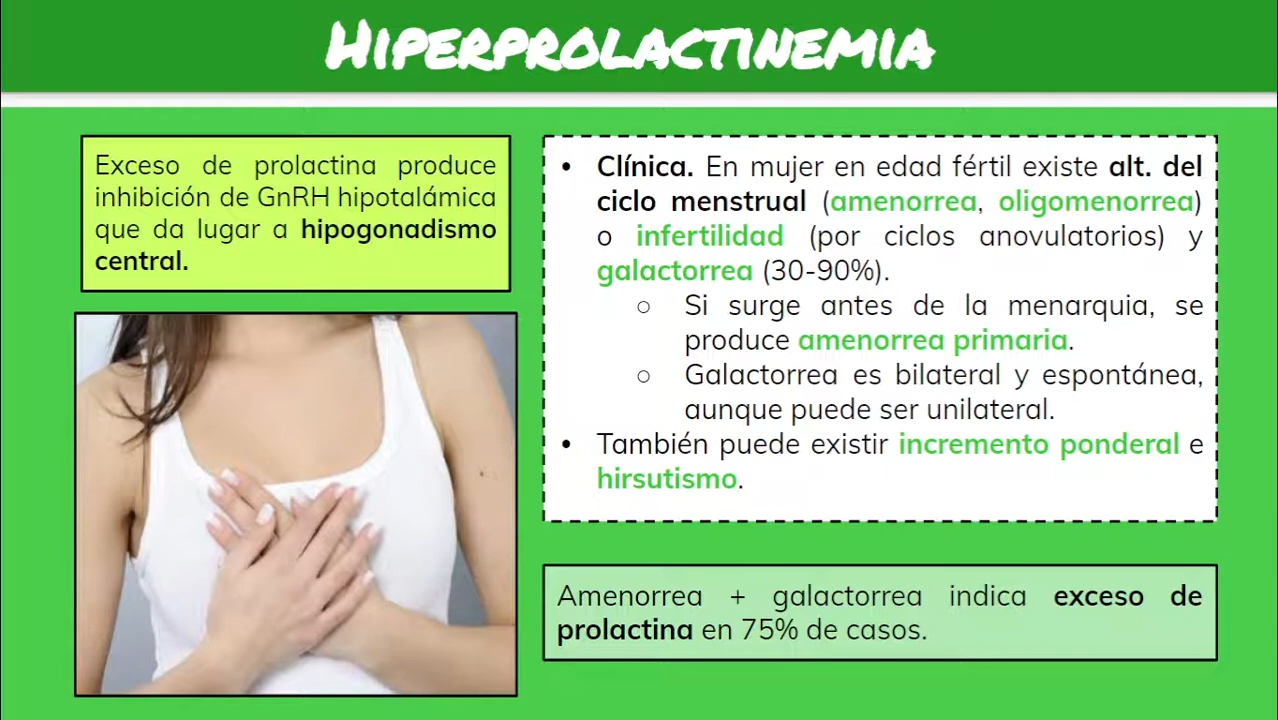 HIPERPROLACTINEMIA
Exceso de prolactina produce
inhibición de GnRH hipotalámica
que da lugar a hipogonadismo
central.
• Clínica. En mujer en edad fértil existe alt. del
ciclo menstrual (amenorrea, oligomenorrea)
o infertilidad (por ciclos anovulatorios) y
galactorrea (30-90%).
○ Si surge antes de la menarquia, se
produce amenorrea primaria.
○ Galactorrea es bilateral y espontánea,
aunque puede ser unilateral.
• También puede existir incremento ponderal e
hirsutismo.
Amenorrea + galactorrea indica exceso de
prolactina en 75% de casos.